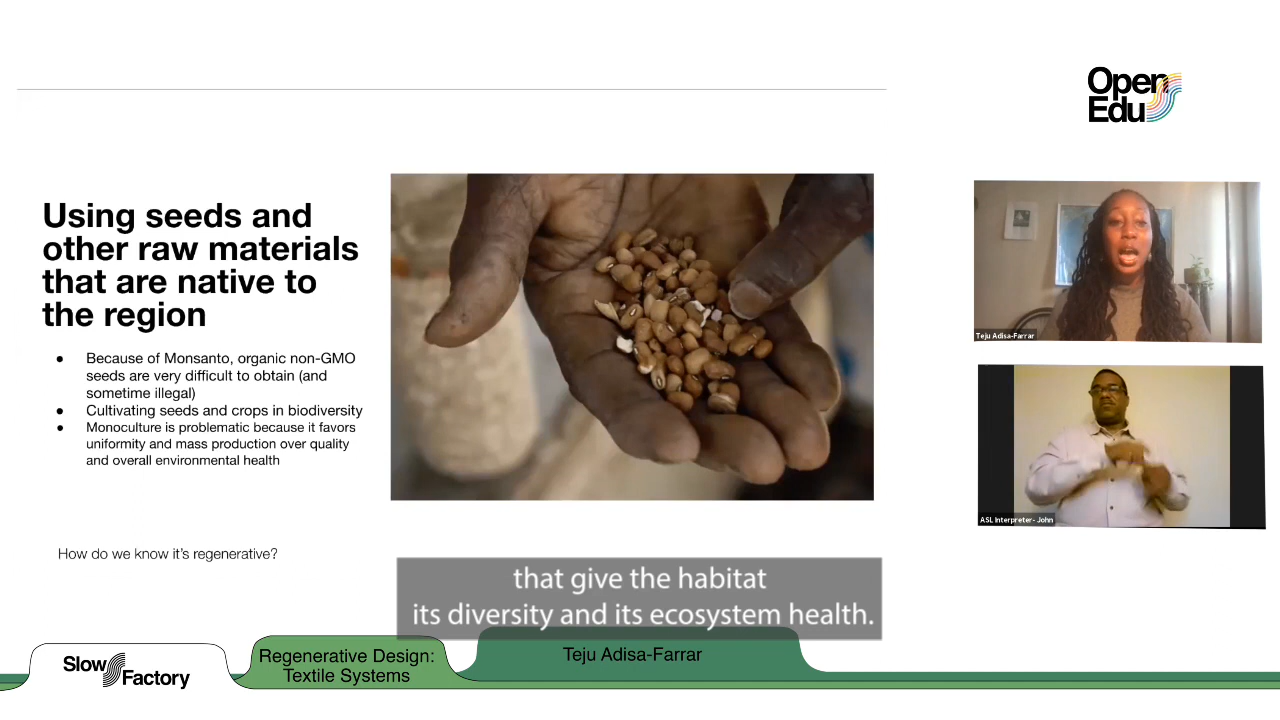 Open
Edu
Using seeds and
other raw materials
that are native to
the region
● Because of Monsanto, organic non-GMO
seeds are very difficult to obtain (and
sometime illegal)
● Cultivating seeds and crops in biodiversity
● Monoculture is problematic because it favors
uniformity and mass production over quality
and overall environmental health
How do we know it's regenerative?
Teju Adisa-Farrar
ASL Interpreter- John
that give the habitat
its diversity and its ecosystem health.
Slow
Factory
Regenerative Design:
Textile Systems
Teju Adisa-Farrar